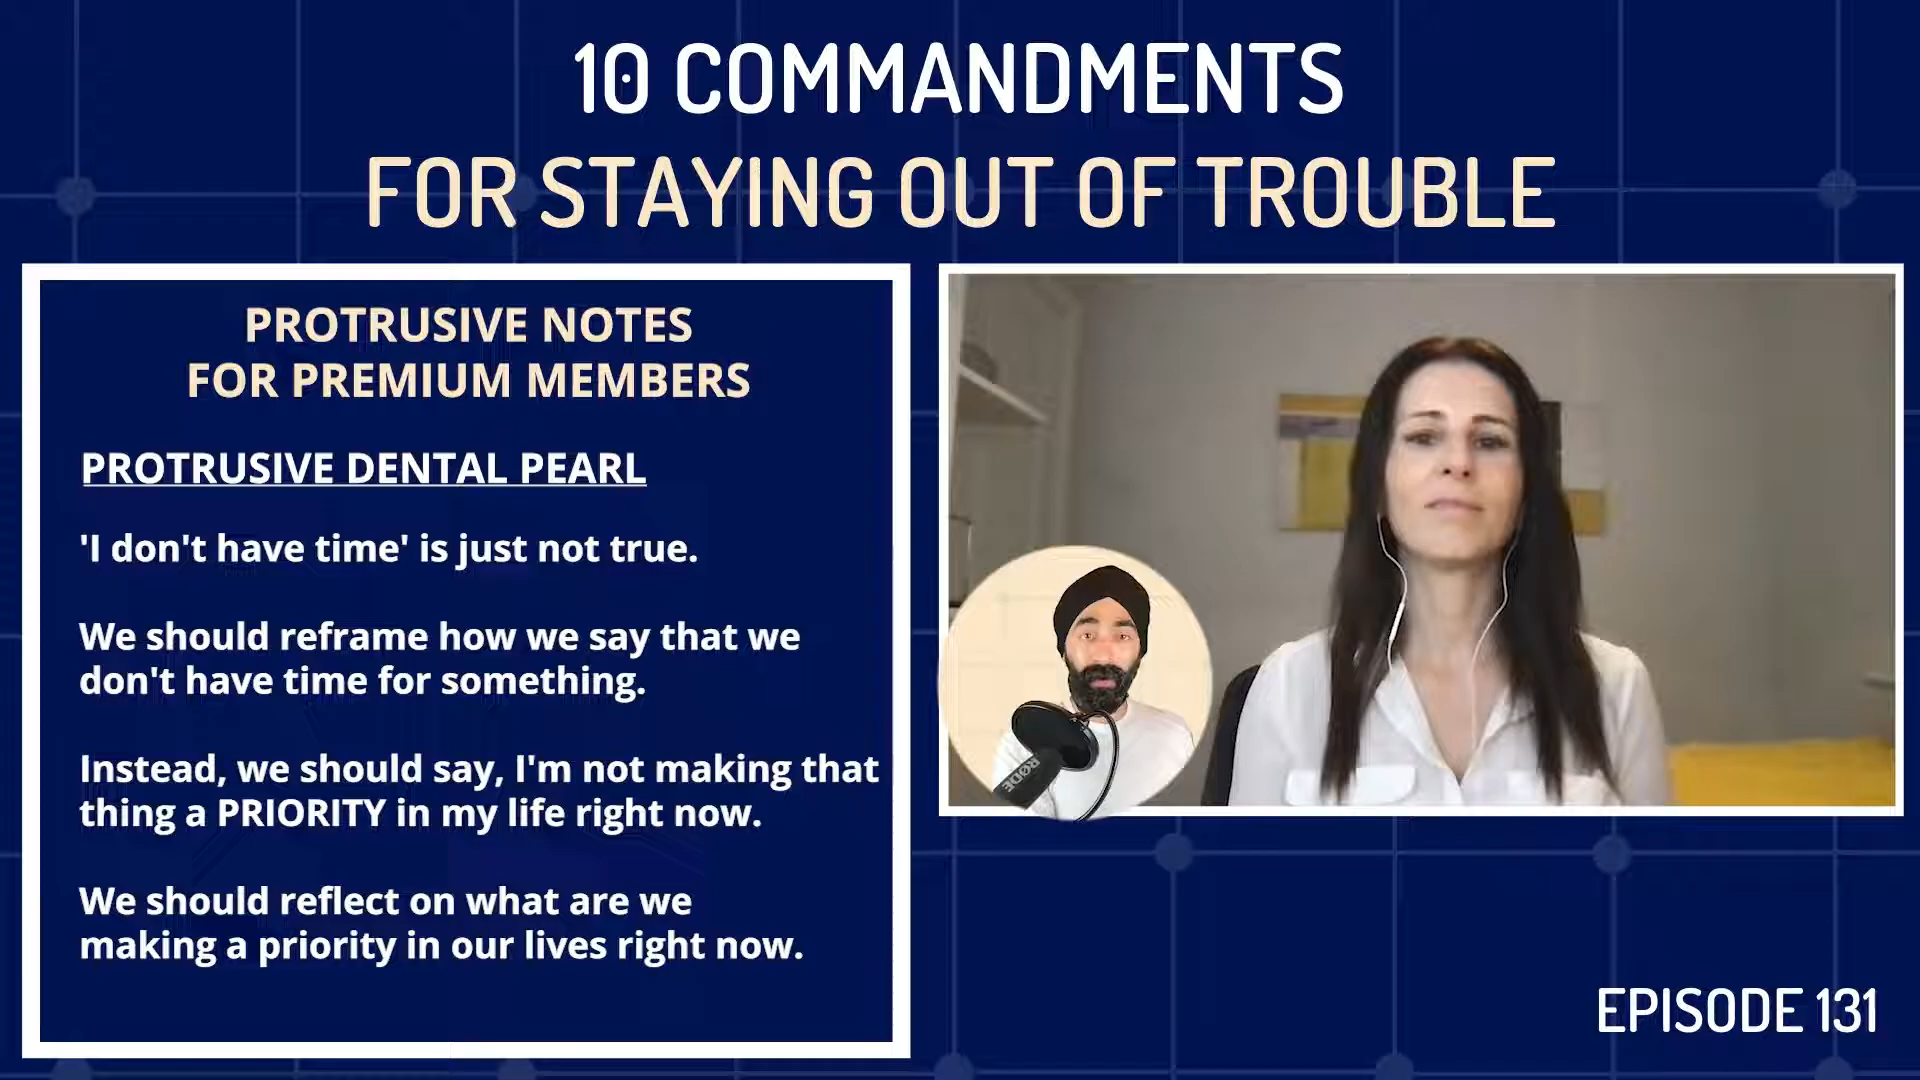 10 COMMANDMENTS
FOR STAYING OUT OF TROUBLE
PROTRUSIVE NOTES
FOR PREMIUM MEMBERS
PROTRUSIVE DENTAL PEARL
'I don't have time' is just not true.
We should reframe how we say that we
don't have time for something.
Instead, we should say, I'm not making that
thing a PRIORITY in my life right now.
We should reflect on what are we
making a priority in our lives right now.
RØDE
EPISODE 131